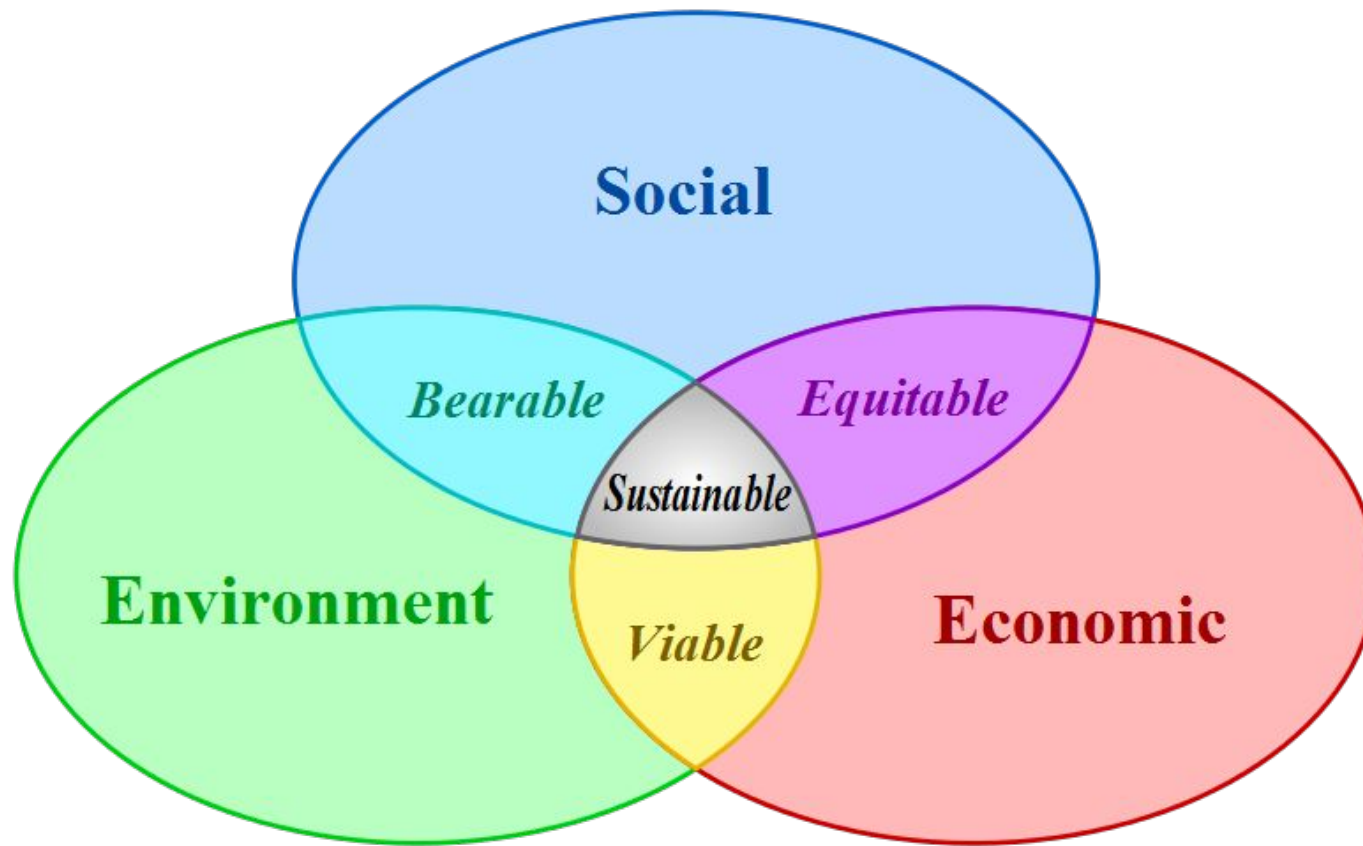 Social
Bearable
Equitable
Sustainable
Environment
Economic
Viable